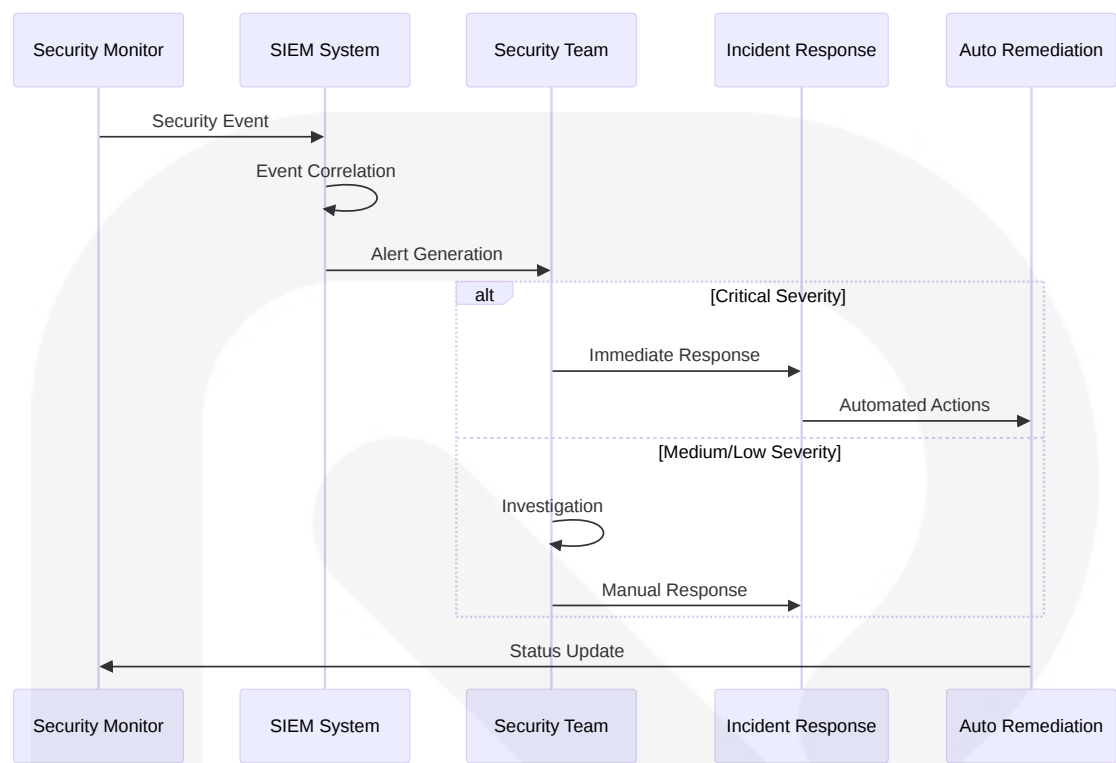 Security Monitor
SIEM System
Security Team
Incident Response
Auto Remediation
Security Event
Event Correlation
Alert Generation
alt
[Critical Severity]
Immediate Response
Automated Actions
[Medium/Low Severity]
Investigation
Manual Response
Status Update
Security Monitor
SIEM System
Security Team
Incident Response
Auto Remediation